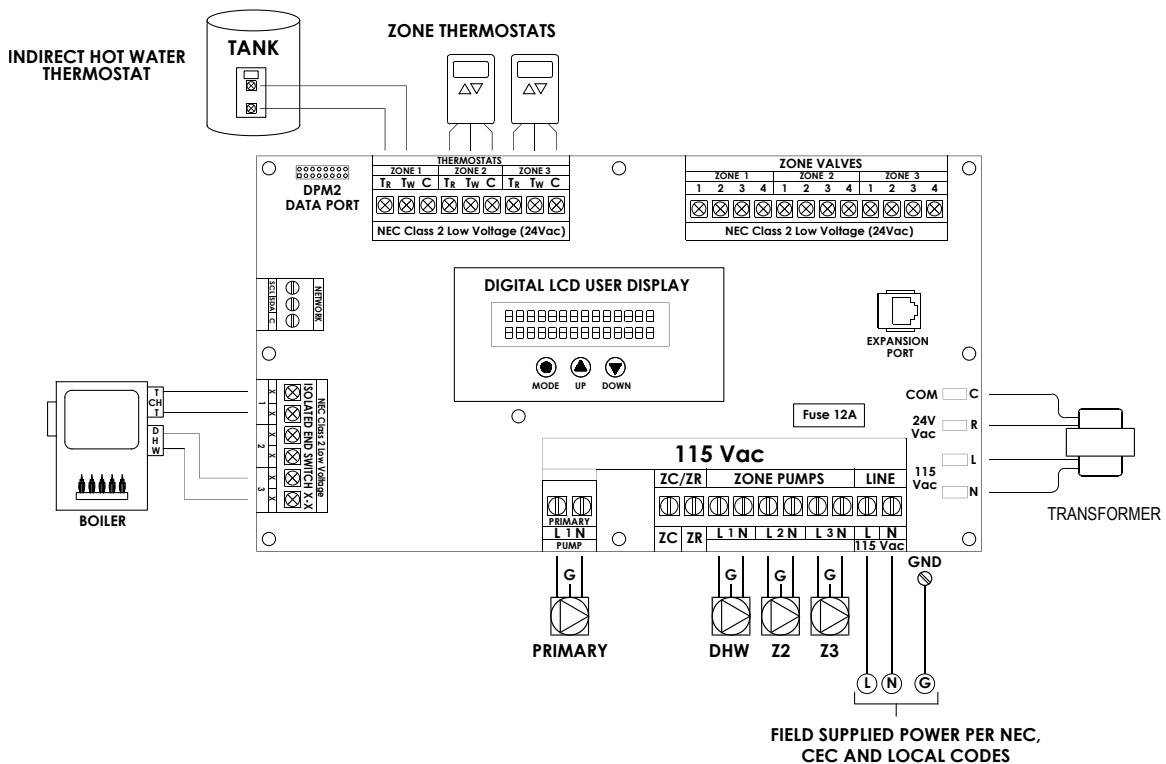 INDIRECT HOT WATER
THERMOSTAT
TANK
ZONE THERMOSTATS
DPM2
DATA PORT
THERMOSTATS
ZONE 1 ZONE 2 ZONE 3
TR TW C TR TW C TR TW C
NEC Class 2 Low Voltage (24Vac)
ZONE VALVES
ZONE 1 ZONE 2 ZONE 3
1 2 3 4 1 2 3 4 1 2 3 4
NEC Class 2 Low Voltage (24Vac)
SCL SDA C
NETWORK
DIGITAL LCD USER DISPLAY
MODE UP DOWN
EXPANSION
PORT
T
CH
T
D
H
W
BOILER
1 2 3
X X X X X X
ISOLATED END SWITCH X-X
NEC Class 2 Low Voltage
Fuse 12A
COM C
24V
Vac
R
L
115
Vac
N
TRANSFORMER
115 Vac
ZC/ZR ZONE PUMPS LINE
PRIMARY
L 1 N
PUMP
ZC ZR L 1 N L 2 N L 3 N L N
115 Vac
GND
G G G G
PRIMARY DHW Z2 Z3
L N G
FIELD SUPPLIED POWER PER NEC,
CEC AND LOCAL CODES